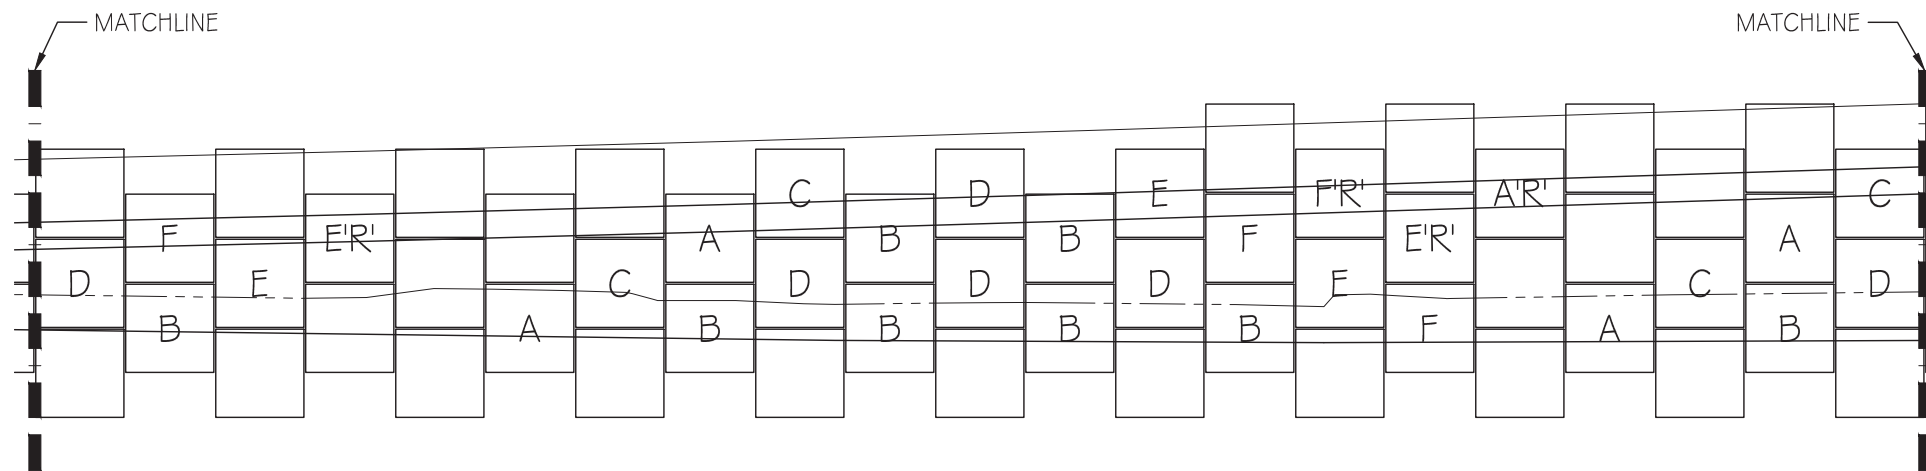 MATCHLINE MATCHLINE
C D E F'R' A'R' C
F E'R' A B B F E'R' A
D E C D D D E C D
B A B B B B F A B